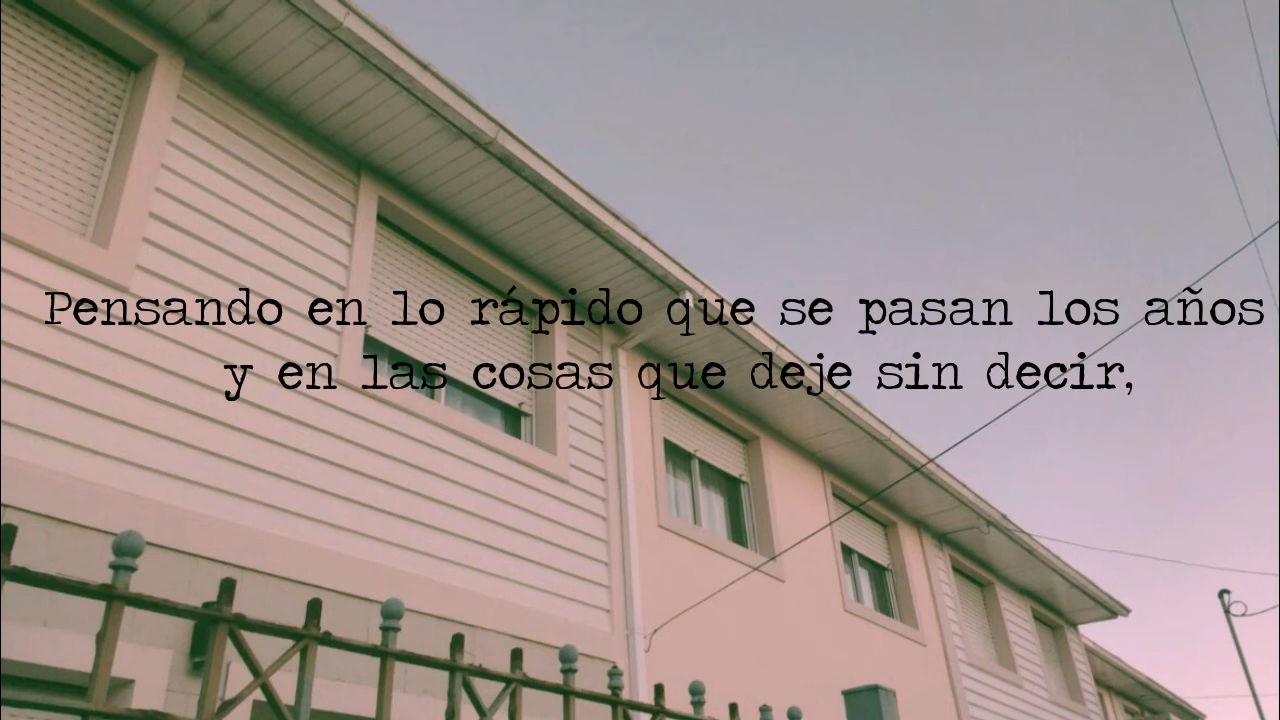 Pensando en lo rápido que se pasan los años
y en las cosas que deje sin decir,